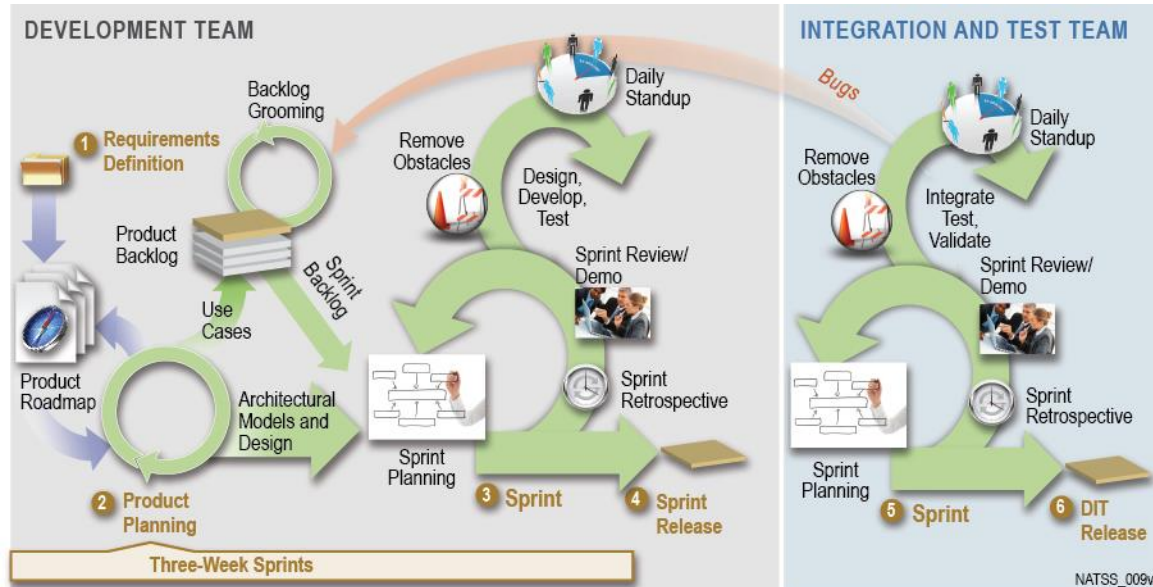 DEVELOPMENT TEAM
INTEGRATION AND TEST TEAM
Backlog
Grooming
Daily
Standup
Bugs
Daily
Standup
1 Requirements
Definition
Remove
Obstacles
Remove
Obstacles
Design,
Develop,
Test
Integrate
Test,
Validate
Product
Backlog
Sprint
Backlog
Sprint Review/
Demo
Sprint Review/
Demo
Use
Cases
Product
Roadmap
Architectural
Models and
Design
Sprint
Retrospective
Sprint
Retrospective
Sprint
Planning
Sprint
Planning
2 Product
Planning
3 Sprint
4 Sprint
Release
5 Sprint
6 DIT
Release
Three-Week Sprints
NATSS_009v